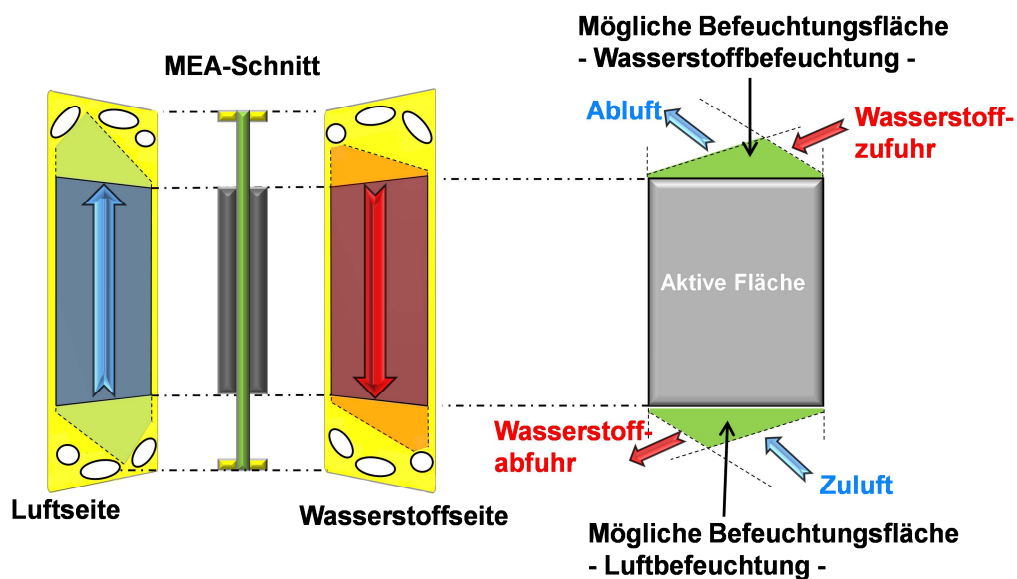 Mögliche Befeuchtungsfläche
- Wasserstoffbefeuchtung -
MEA-Schnitt
Abluft
Wasserstoff-
zufuhr
Aktive Fläche
Wasserstoff-
abfuhr
Zuluft
Luftseite
Wasserstoffseite
Mögliche Befeuchtungsfläche
- Luftbefeuchtung -